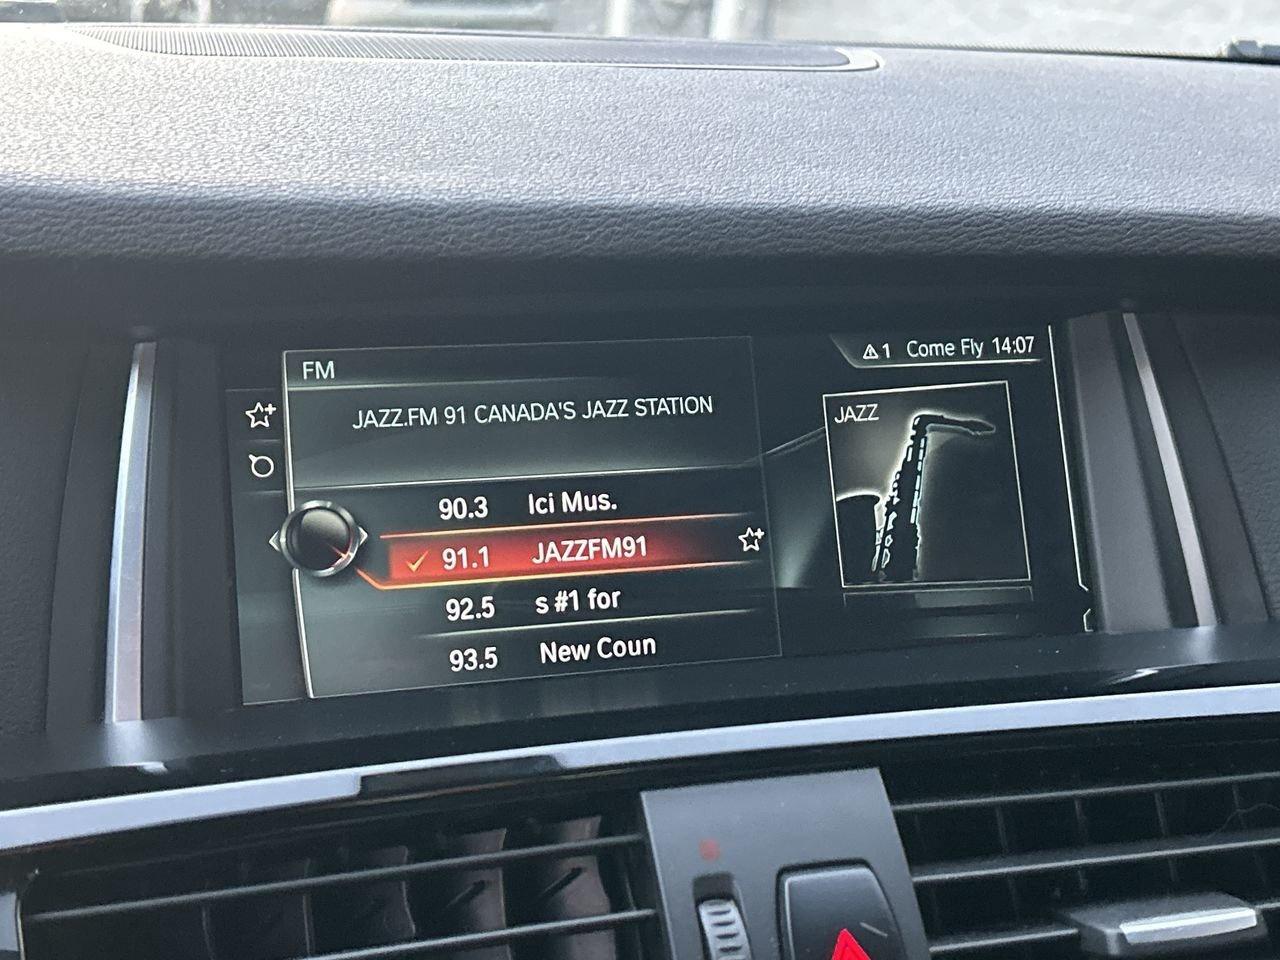 FM
1 Come Fly 14:07
JAZZ.FM 91 CANADA'S JAZZ STATION
JAZZ
90.3 Ici Mus.
91.1 JAZZFM91
92.5 s #1 for
93.5 New Coun